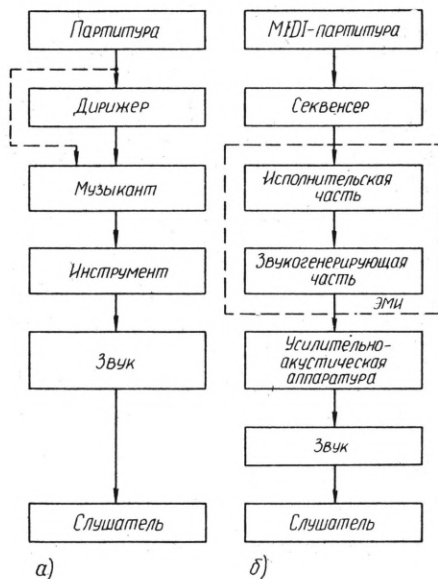 Партитура
Дирижер
Музыкант
Инструмент
Звук
Слушатель
а)
MIDI-партитура
Секвенсер
Исполнительская
часть
Звукогенерирующая
часть
ЭМИ
Усилительно-
акустическая
аппаратура
Звук
Слушатель
б)